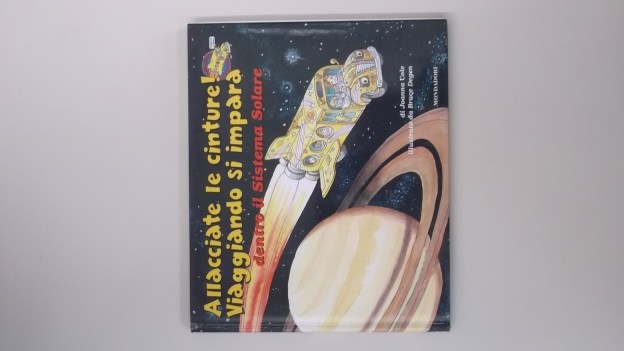 Allacciate le cinture!
Viaggiando si impara
dentro il Sistema Solare
di Joanna Cole
illustrato da Bruce Degen
MONDADORI